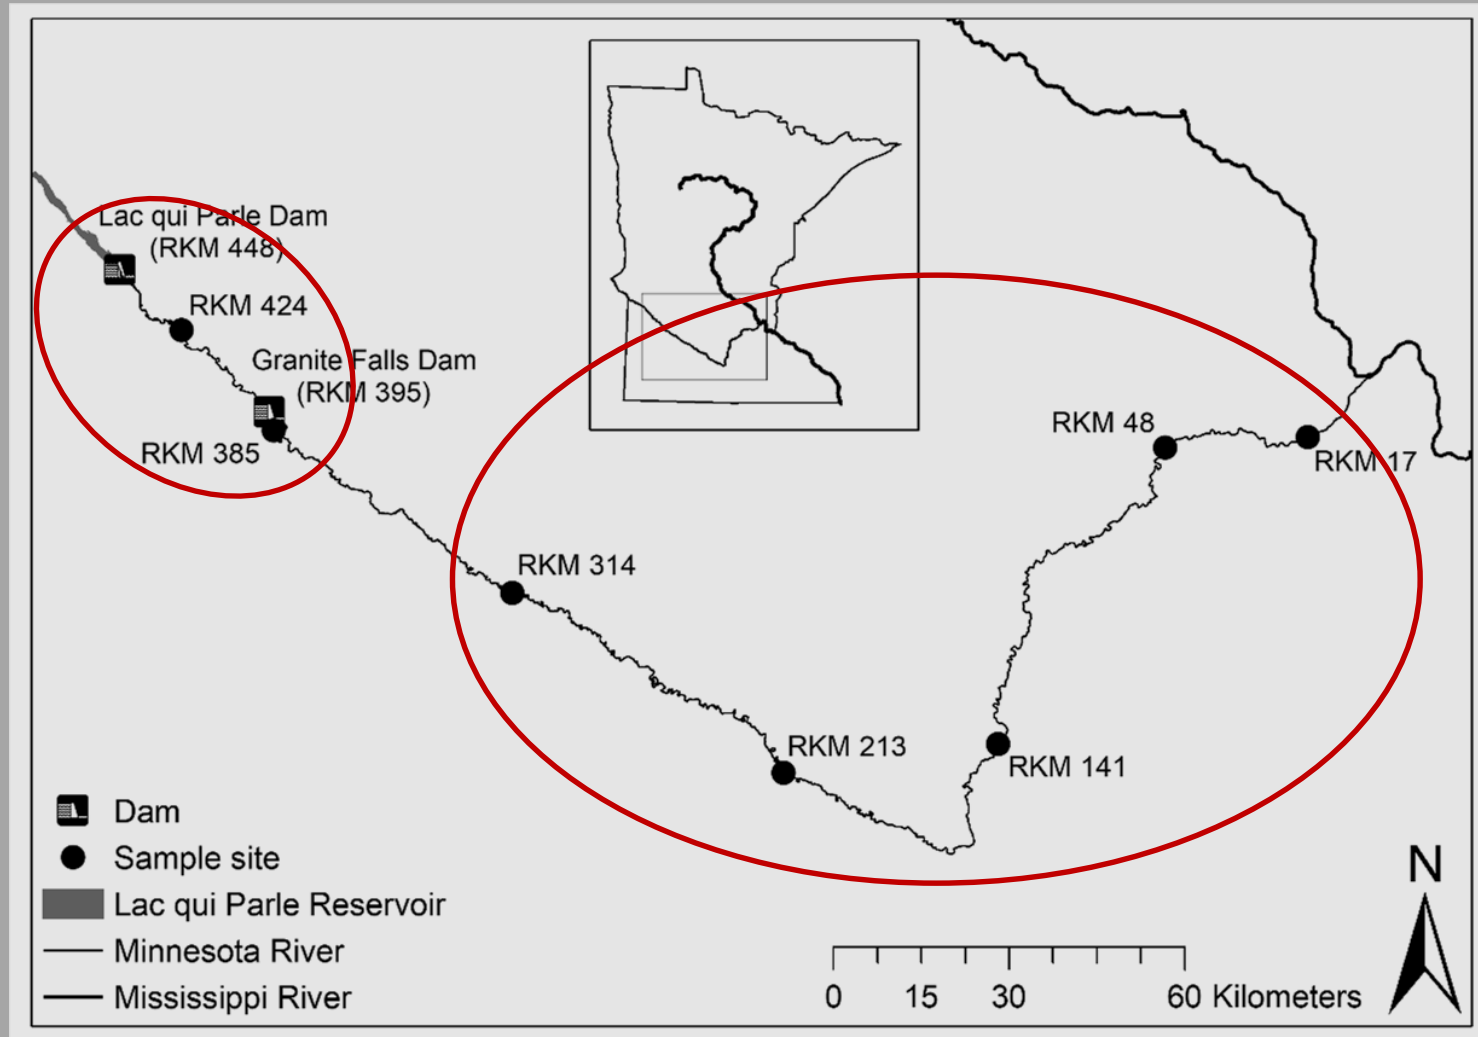 Lac qui Parle Dam
(RKM 448)
RKM 424
Granite Falls Dam
(RKM 395)
RKM 385
RKM 48
RKM 17
RKM 314
RKM 213
RKM 141
Dam
Sample site
Lac qui Parle Reservoir
Minnesota River
Mississippi River
N
0 15 30 60 Kilometers